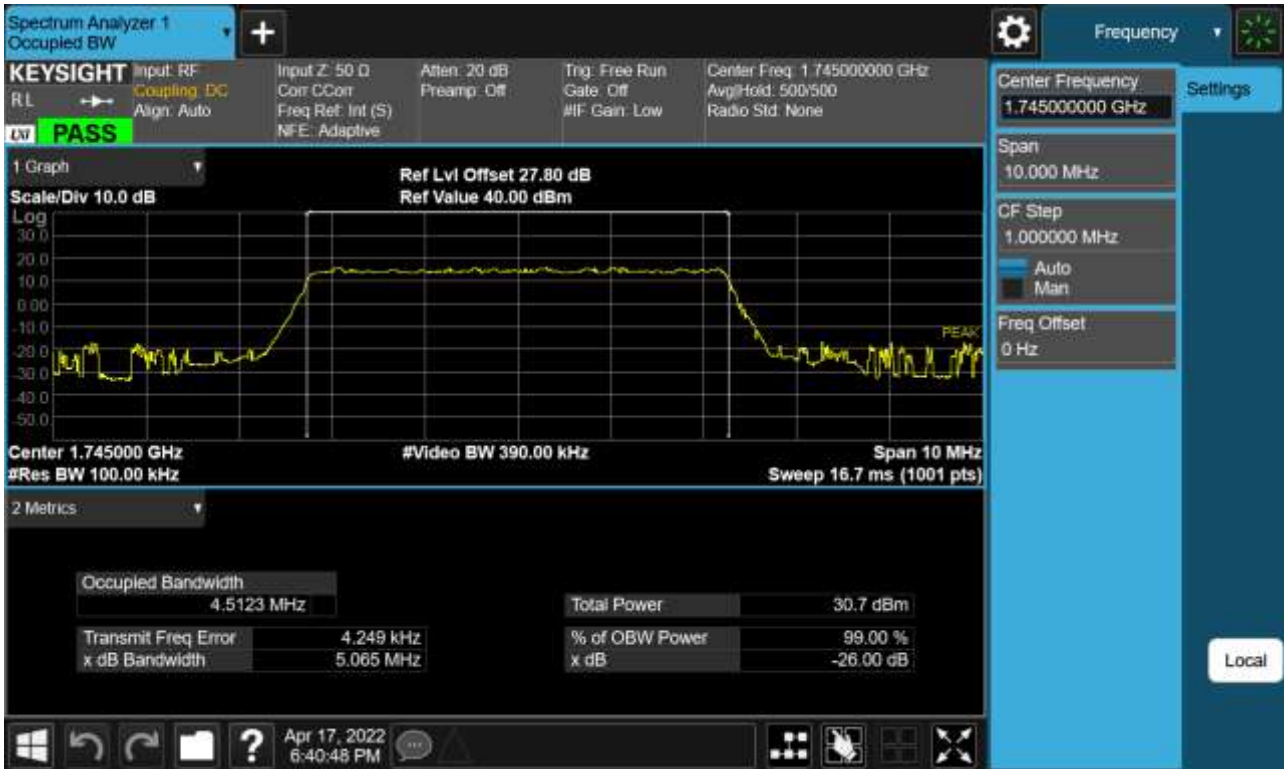 Spectrum Analyzer 1
Occupied BW
+
Frequency
KEYSIGHT
RL
LXI
PASS
Input: RF
Coupling: DC
Align: Auto
Input Z: 50 Ω
Corr CCorr
Freq Ref: Int (S)
NFE: Adaptive
Atten: 20 dB
Preamp: Off
Trig: Free Run
Gate: Off
#IF Gain: Low
Center Freq: 1.745000000 GHz
Avg|Hold: 500/500
Radio Std: None
Center Frequency
1.745000000 GHz
Settings
Span
10.000 MHz
CF Step
1.000000 MHz
Auto
Man
Freq Offset
0 Hz
Local
1 Graph
Scale/Div 10.0 dB
Ref Lvl Offset 27.80 dB
Ref Value 40.00 dBm
Log
30.0
20.0
10.0
0.00
-10.0
-20.0
-30.0
-40.0
-50.0
PEAK
Center 1.745000 GHz
#Video BW 390.00 kHz
Span 10 MHz
#Res BW 100.00 kHz
Sweep 16.7 ms (1001 pts)
2 Metrics
Occupied Bandwidth
4.5123 MHz
Total Power 30.7 dBm
Transmit Freq Error 4.249 kHz
% of OBW Power 99.00 %
x dB Bandwidth 5.065 MHz
x dB -26.00 dB
?
Apr 17, 2022
6:40:48 PM